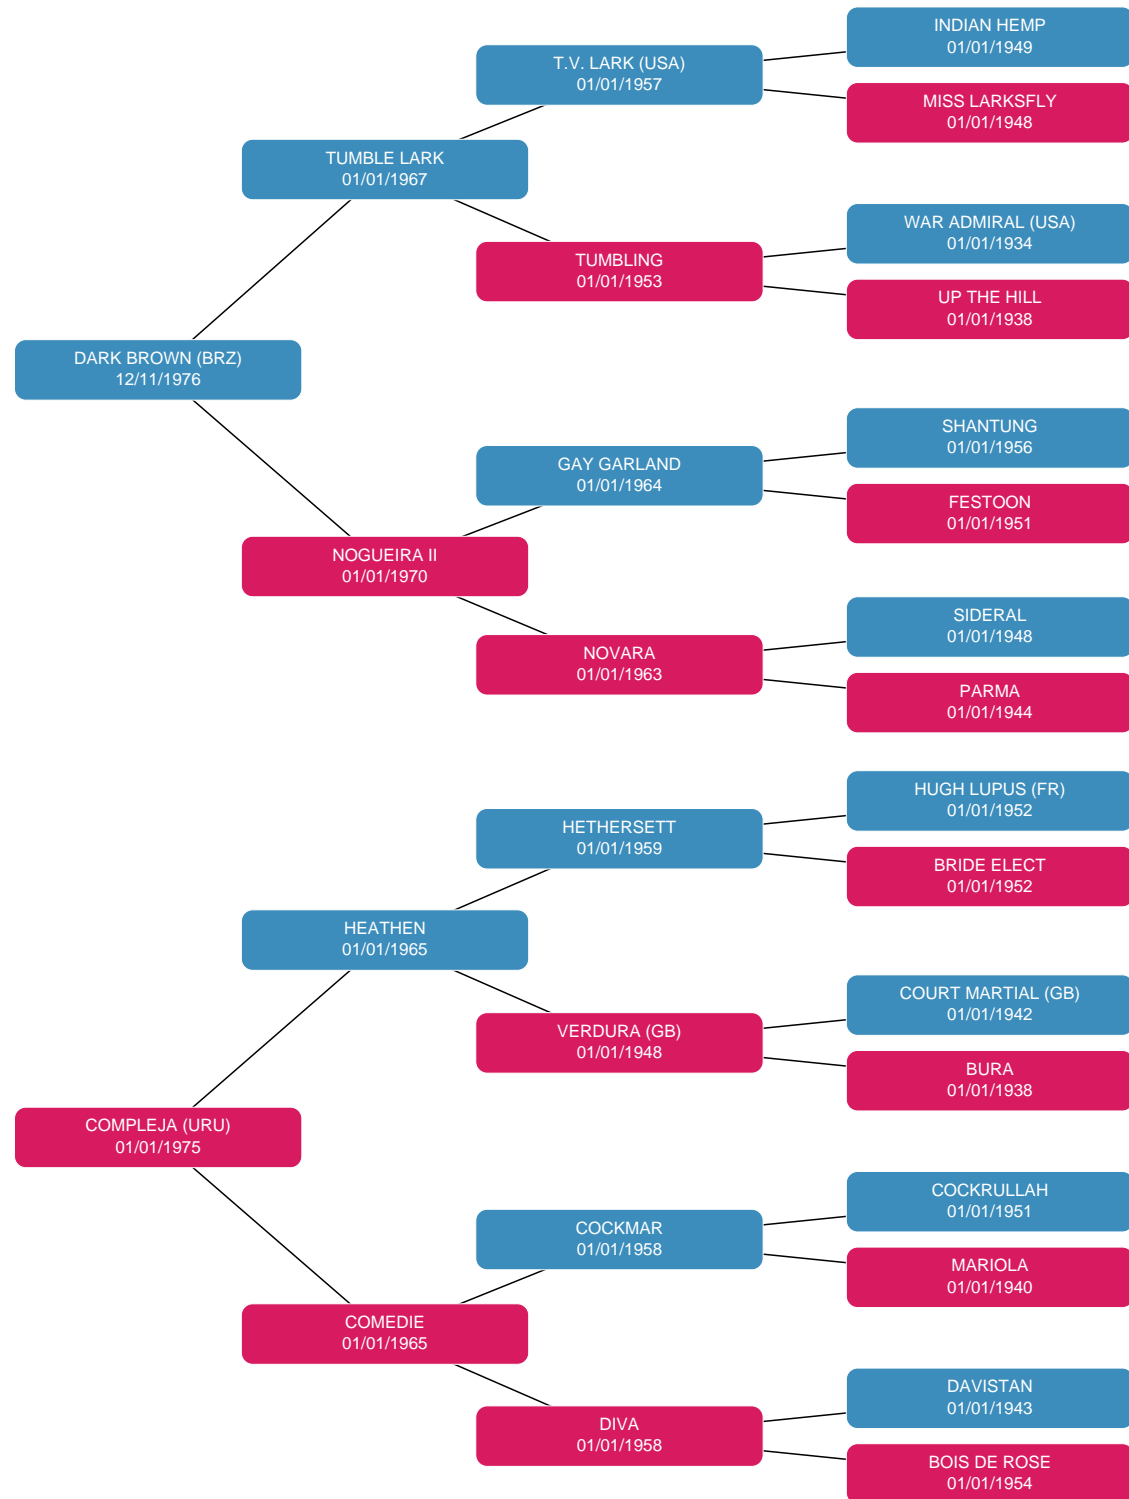 INDIAN HEMP
01/01/1949
T.V. LARK (USA)
01/01/1957
MISS LARKSFLY
01/01/1948
TUMBLE LARK
01/01/1967
WAR ADMIRAL (USA)
01/01/1934
TUMBLING
01/01/1953
UP THE HILL
01/01/1938
DARK BROWN (BRZ)
12/11/1976
SHANTUNG
01/01/1956
GAY GARLAND
01/01/1964
FESTOON
01/01/1951
NOGUEIRA II
01/01/1970
SIDERAL
01/01/1948
NOVARA
01/01/1963
PARMA
01/01/1944
HUGH LUPUS (FR)
01/01/1952
HETHERSETT
01/01/1959
BRIDE ELECT
01/01/1952
HEATHEN
01/01/1965
COURT MARTIAL (GB)
01/01/1942
VERDURA (GB)
01/01/1948
BURA
01/01/1938
COMPLEJA (URU)
01/01/1975
COCKRULLAH
01/01/1951
COCKMAR
01/01/1958
MARIOLA
01/01/1940
COMEDIE
01/01/1965
DAVISTAN
01/01/1943
DIVA
01/01/1958
BOIS DE ROSE
01/01/1954